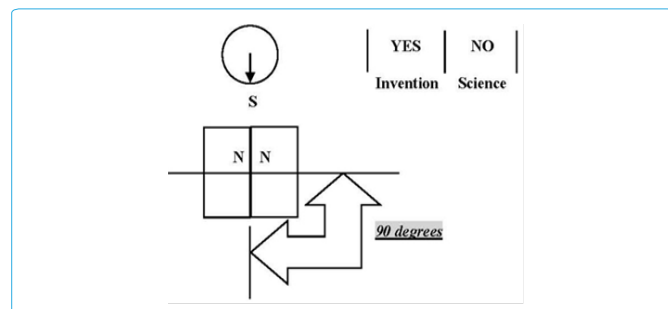 YES NO
Invention Science
S
N N
90 degrees